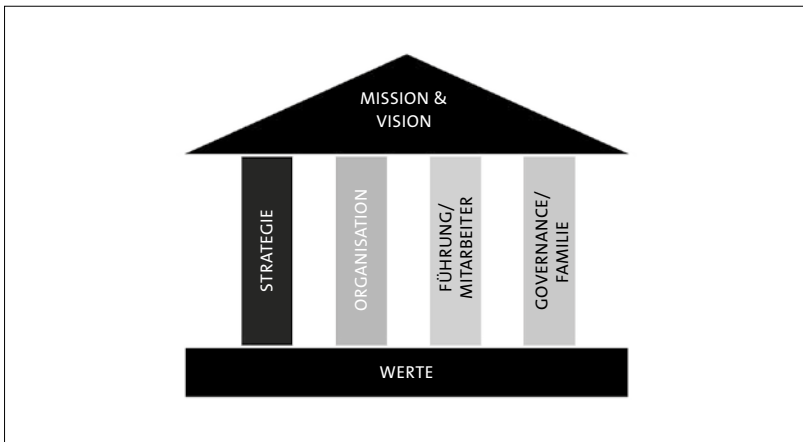 MISSION &
VISION
STRATEGIE
ORGANISATION
FÜHRUNG/
MITARBEITER
GOVERNANCE/
FAMILIE
WERTE